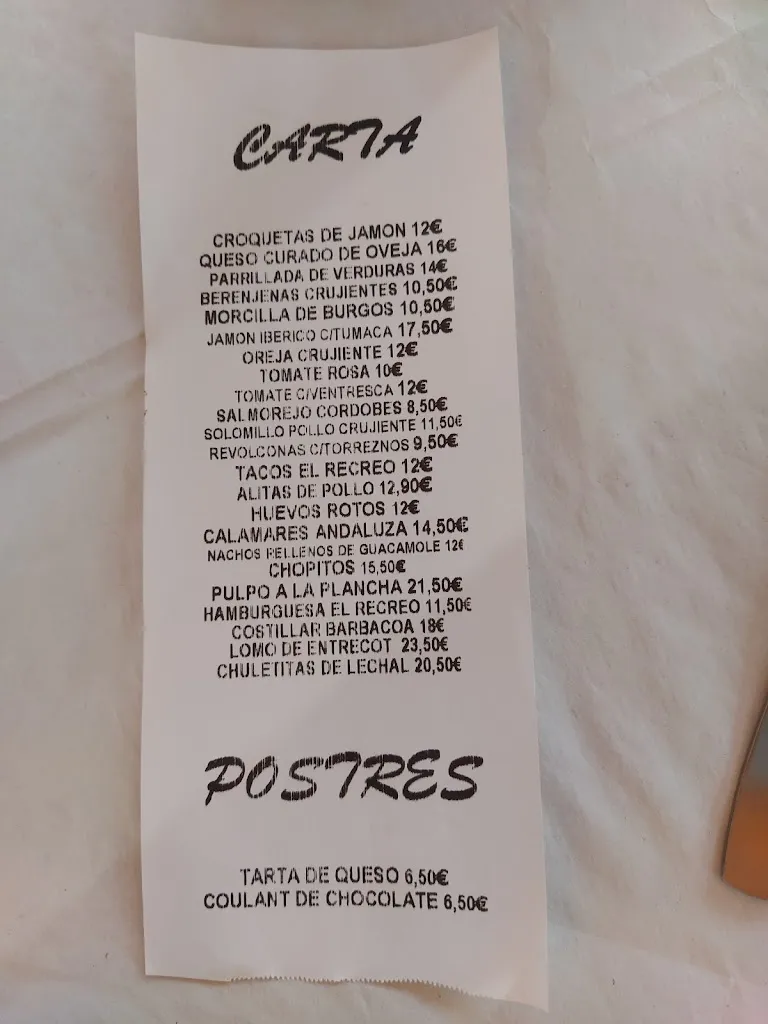 CARTA
CROQUETAS DE JAMON 12€
QUESO CURADO DE OVEJA 16€
PARRILLADA DE VERDURAS 14€
BERENJENAS CRUJIENTES 10,50€
MORCILLA DE BURGOS 10,50€
JAMON IBERICO C/TUMACA 17,50€
OREJA CRUJIENTE 12€
TOMATE ROSA 10€
TOMATE C/VENTRESCA 12€
SALMOREJO CORDOBES 8,50€
SOLOMILLO POLLO CRUJIENTE 11,50€
REVOLCONAS C/TORREZNOS 9,50€
TACOS EL RECREO 12€
ALITAS DE POLLO 12,90€
HUEVOS ROTOS 12€
CALAMARES ANDALUZA 14,50€
NACHOS RELLENOS DE GUACAMOLE 12€
CHOPITOS 15,50€
PULPO A LA PLANCHA 21,50€
HAMBURGUESA EL RECREO 11,50€
COSTILLAR BARBACOA 18€
LOMO DE ENTRECOT 23,50€
CHULETITAS DE LECHAL 20,50€
POSTRES
TARTA DE QUESO 6,50€
COULANT DE CHOCOLATE 6,50€